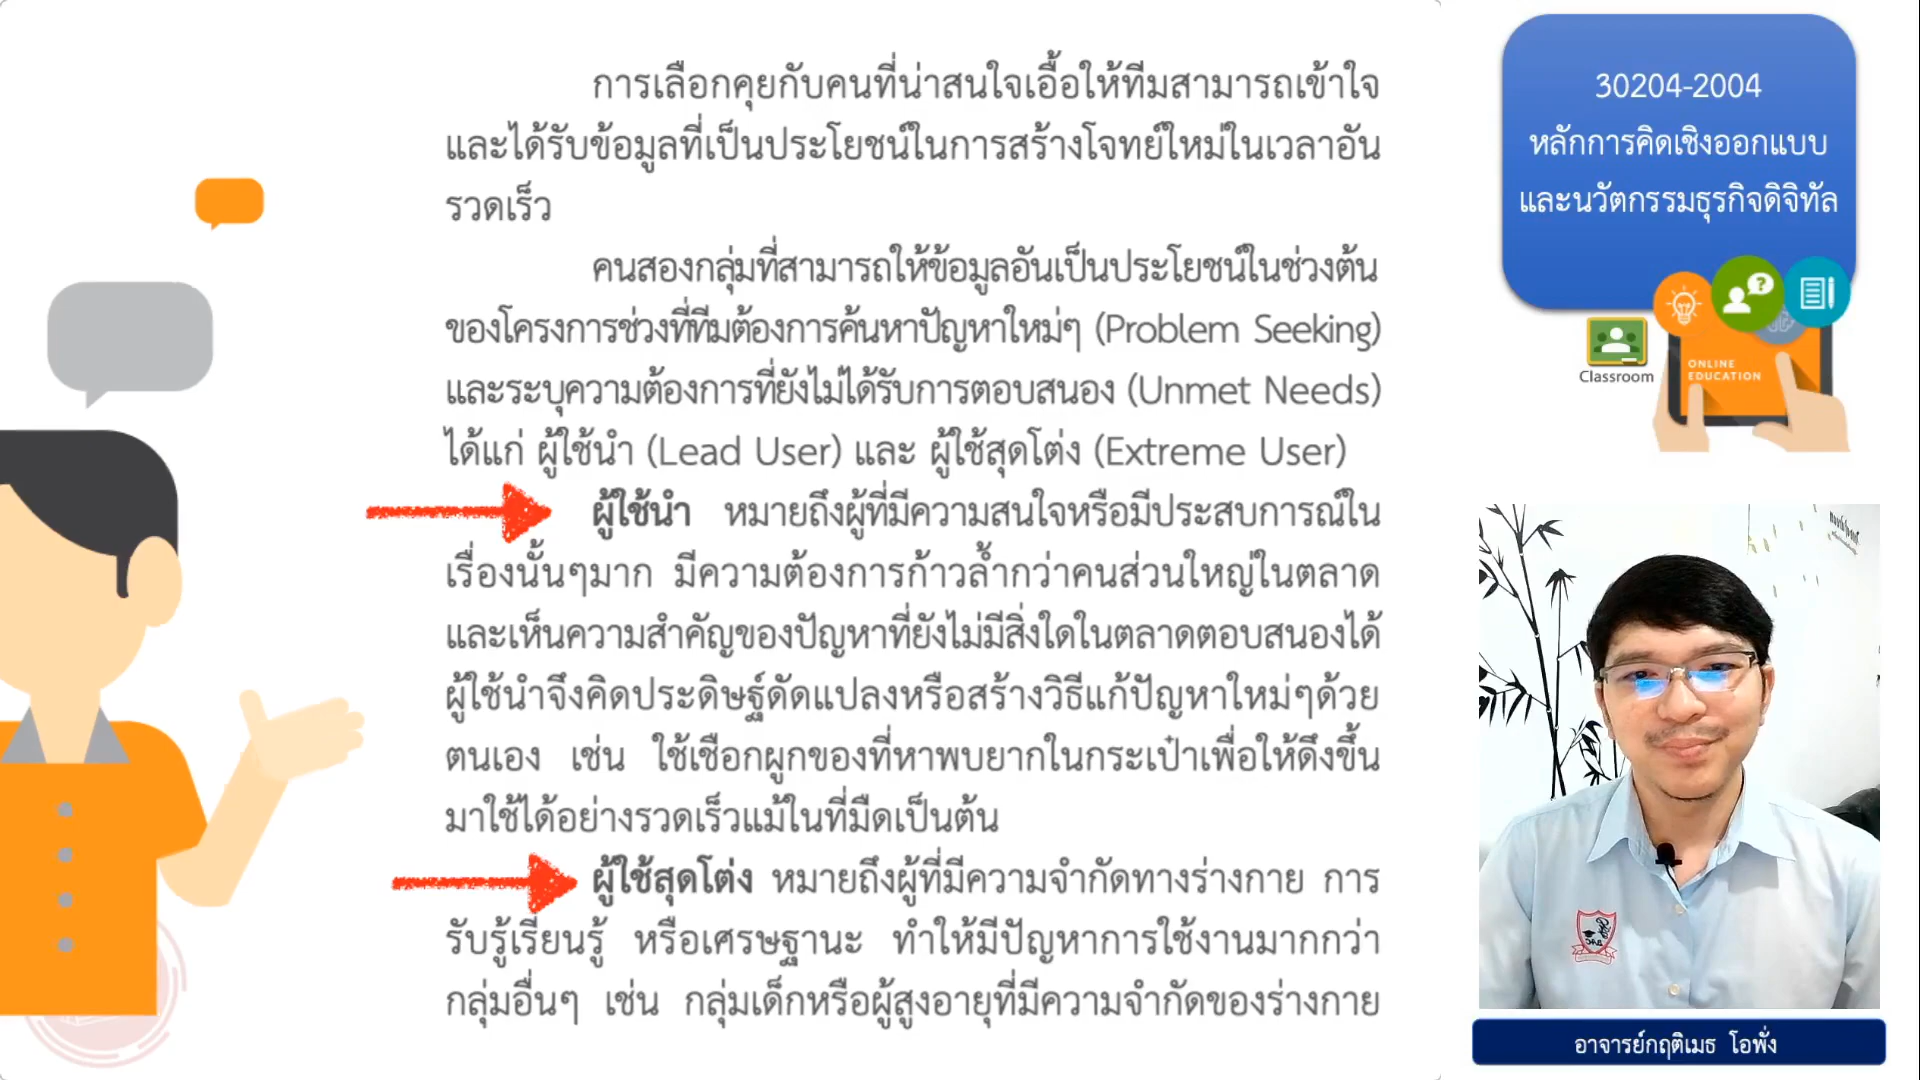 การเลือกคุยกับคนที่น่าสนใจเอื้อให้ทีมสามารถเข้าใจ
และได้รับข้อมูลที่เป็นประโยชน์ในการสร้างโจทย์ใหม่ในเวลาอัน
รวดเร็ว
คนสองกลุ่มที่สามารถให้ข้อมูลอันเป็นประโยชน์ในช่วงต้น
ของโครงการช่วงที่ทีมต้องการค้นหาปัญหาใหม่ๆ (Problem Seeking)
และระบุความต้องการที่ยังไม่ได้รับการตอบสนอง (Unmet Needs)
ได้แก่ ผู้ใช้นำ (Lead User) และ ผู้ใช้สุดโต่ง (Extreme User)
ผู้ใช้นำ หมายถึงผู้ที่มีความสนใจหรือมีประสบการณ์ใน
เรื่องนั้นๆมาก มีความต้องการก้าวล้ำกว่าคนส่วนใหญ่ในตลาด
และเห็นความสำคัญของปัญหาที่ยังไม่มีสิ่งใดในตลาดตอบสนองได้
ผู้ใช้นำจึงคิดประดิษฐ์ดัดแปลงหรือสร้างวิธีแก้ปัญหาใหม่ๆด้วย
ตนเอง เช่น ใช้เชือกผูกของที่หาพบยากในกระเป๋าเพื่อให้ดึงขึ้น
มาใช้ได้อย่างรวดเร็วแม้ในที่มืดเป็นต้น
ผู้ใช้สุดโต่ง หมายถึงผู้ที่มีความจำกัดทางร่างกาย การ
รับรู้เรียนรู้ หรือเศรษฐานะ ทำให้มีปัญหาการใช้งานมากกว่า
กลุ่มอื่นๆ เช่น กลุ่มเด็กหรือผู้สูงอายุที่มีความจำกัดของร่างกาย
30204-2004
หลักการคิดเชิงออกแบบ
และนวัตกรรมธุรกิจดิจิทัล
Classroom
ONLINE
EDUCATION
อาจารย์กฤติเมธ โอพั่ง